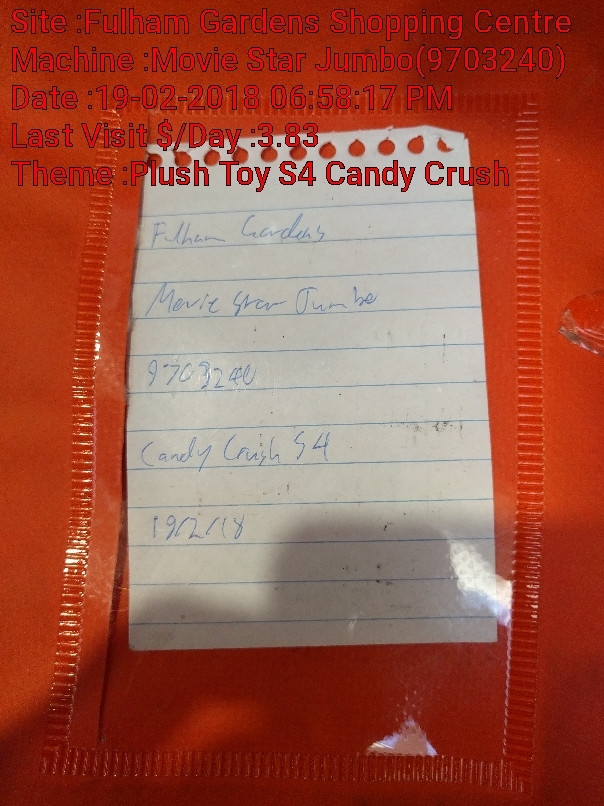 Site :Fulham Gardens Shopping Centre
Machine :Movie Star Jumbo(9703240)
Date :19-02-2018 06:58:17 PM
Last Visit $/Day :3.83
Theme :Plush Toy S4 Candy Crush
Fulham Gardens
Movie Star Jumbo
9703240
Candy Crush S4
19/2/18